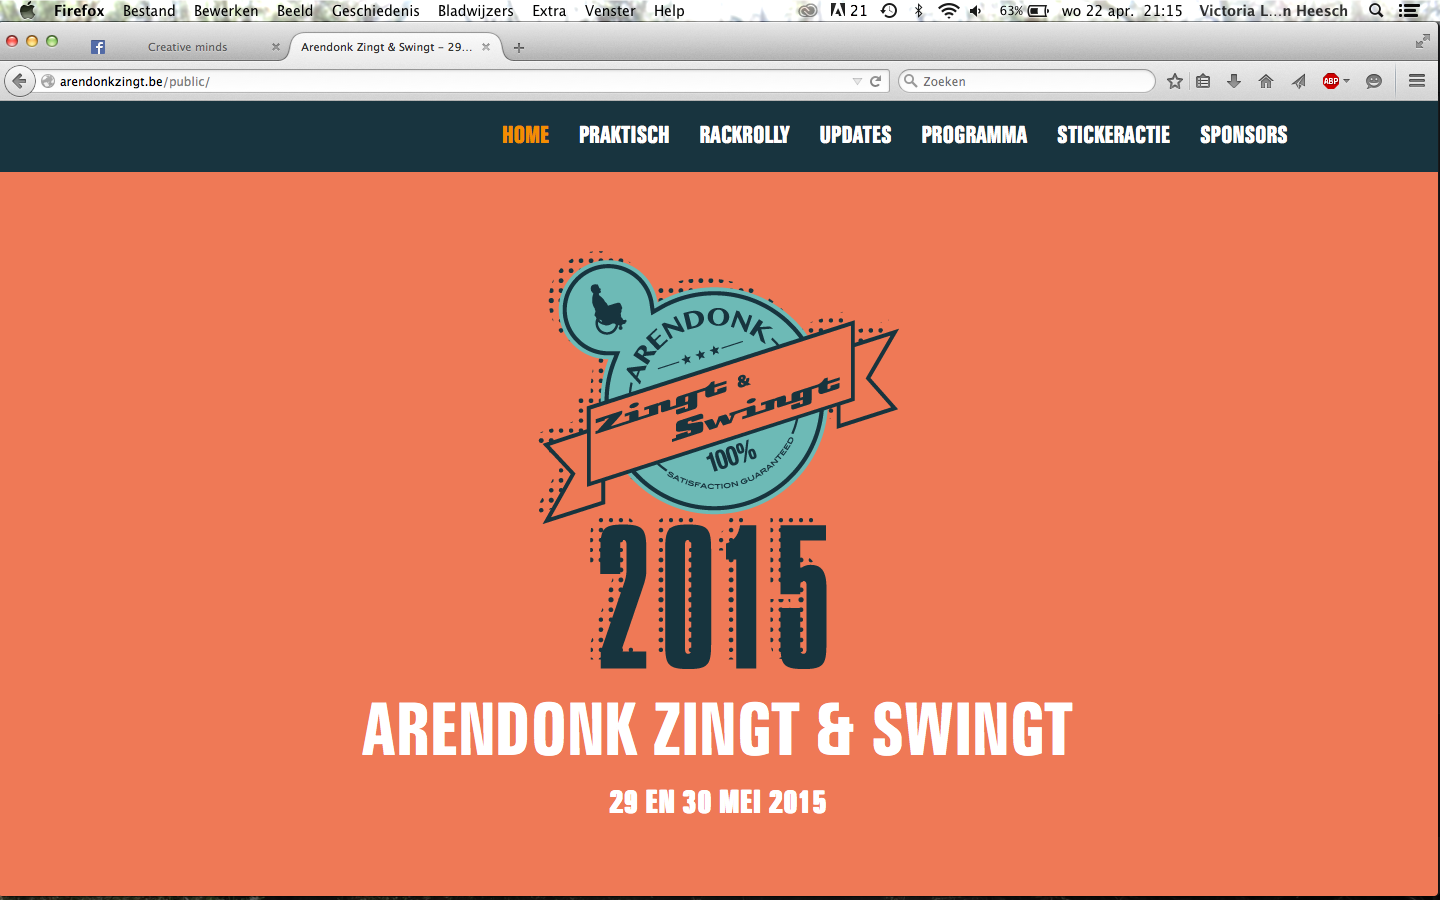 Firefox Bestand Bewerken Beeld Geschiedenis Bladwijzers Extra Venster Help 21 63% wo 22 apr. 21:15 Victoria L...n Heesch
Creative minds
Arendonk Zingt & Swingt – 29...
arendonkzingt.be/public/
Zoeken
ABP
HOME PRAKTISCH RACKROLLY UPDATES PROGRAMMA STICKERACTIE SPONSORS
ARENDONK
Zingt &
Swingt
100%
SATISFACTION GUARANTEED
2015
ARENDONK ZINGT & SWINGT
29 EN 30 MEI 2015